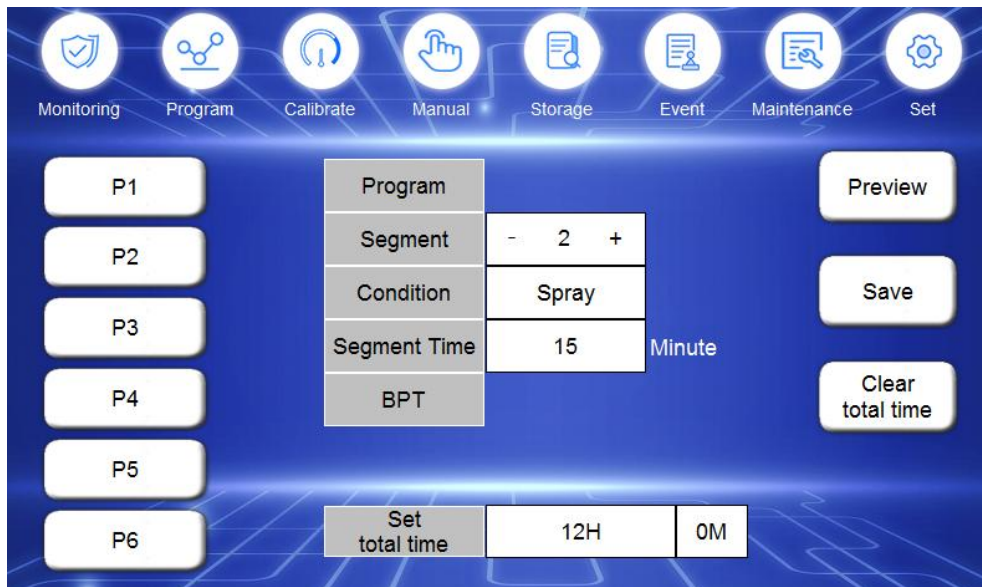 Monitoring Program Calibrate Manual Storage Event Maintenance Set
P1
P2
P3
P4
P5
P6
Program
Segment - 2 +
Condition Spray
Segment Time 15 Minute
BPT
Set
total time 12H 0M
Preview
Save
Clear
total time